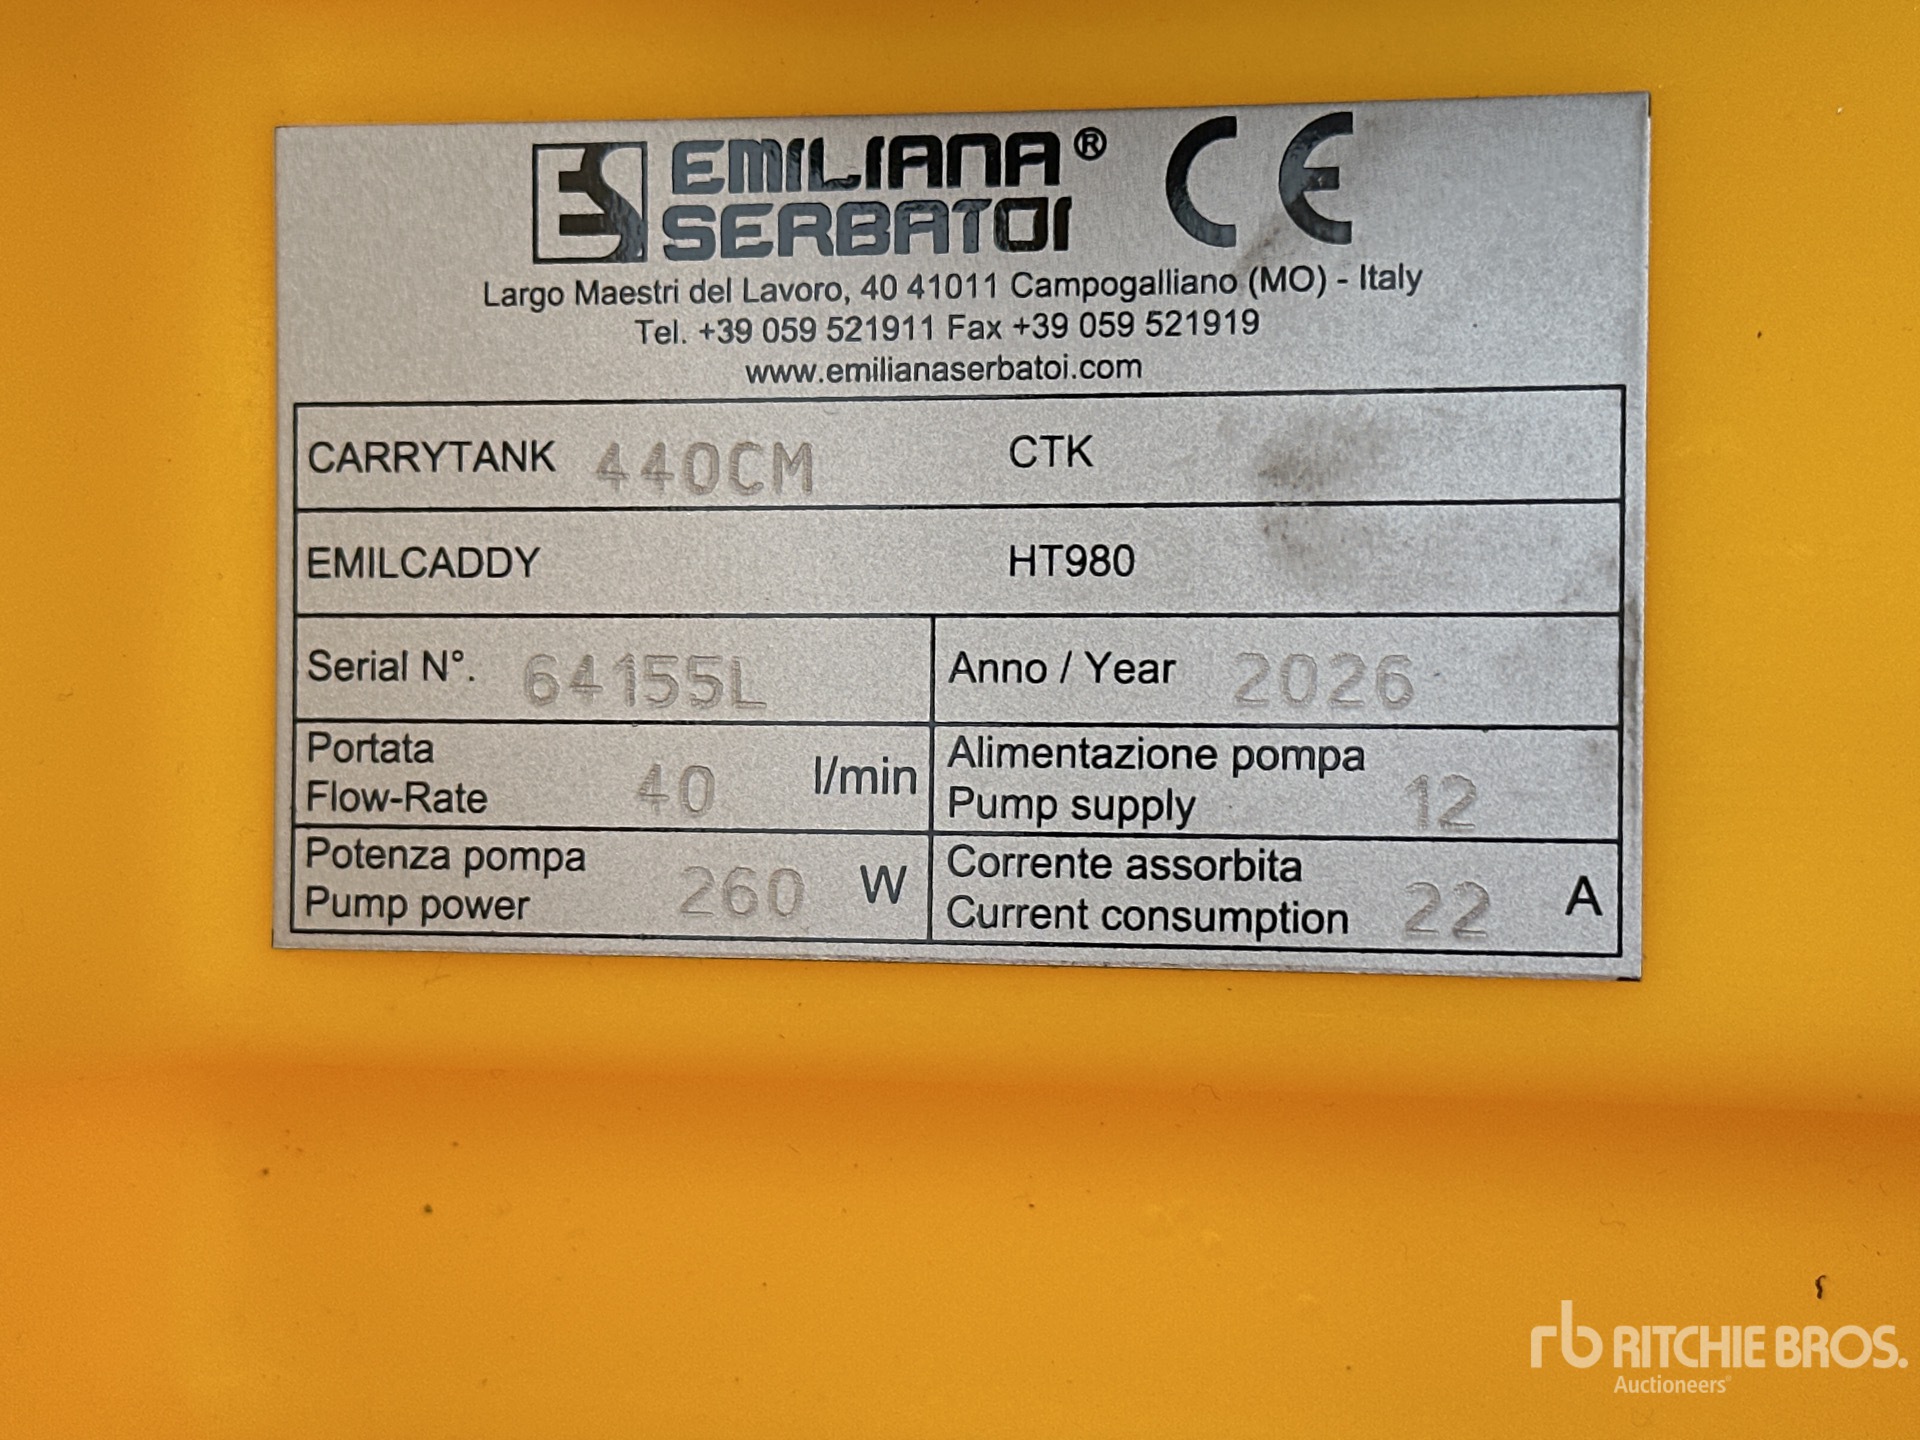 ES EMILIANA® CE
SERBATOI
Largo Maestri del Lavoro, 40 41011 Campogalliano (MO) - Italy
Tel. +39 059 521911 Fax +39 059 521919
www.emilianaserbatoi.com
CARRYTANK 440CM CTK
EMILCADDY HT980
Serial N°. 64155L Anno / Year 2026
Portata
Flow-Rate 40 l/min
Alimentazione pompa
Pump supply 12
Potenza pompa
Pump power 260 W
Corrente assorbita
Current consumption 22 A
rb RITCHIE BROS.
Auctioneers